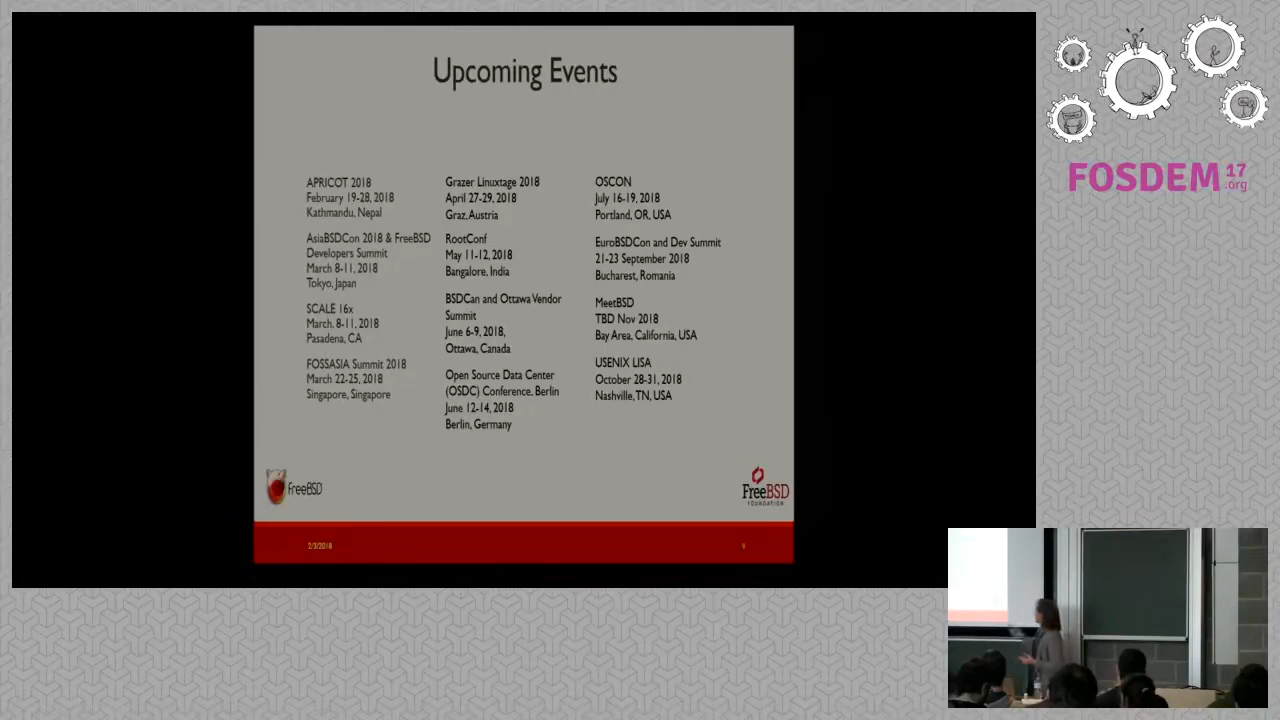 Upcoming Events
APRICOT 2018
February 19-28, 2018
Kathmandu, Nepal
AsiaBSDCon 2018 & FreeBSD
Developers Summit
March 8-11, 2018
Tokyo, Japan
SCALE 16x
March. 8-11, 2018
Pasadena, CA
FOSSASIA Summit 2018
March 22-25, 2018
Singapore, Singapore
Grazer Linuxtage 2018
April 27-29, 2018
Graz, Austria
RootConf
May 11-12, 2018
Bangalore, India
BSDCan and Ottawa Vendor
Summit
June 6-9, 2018,
Ottawa, Canada
Open Source Data Center
(OSDC) Conference, Berlin
June 12-14, 2018
Berlin, Germany
OSCON
July 16-19, 2018
Portland, OR, USA
EuroBSDCon and Dev Summit
21-23 September 2018
Bucharest, Romania
MeetBSD
TBD Nov 2018
Bay Area, California, USA
USENIX LISA
October 28-31, 2018
Nashville, TN, USA
FreeBSD
FreeBSD
FOUNDATION
2/3/2018
9
FOSDEM 17
.org